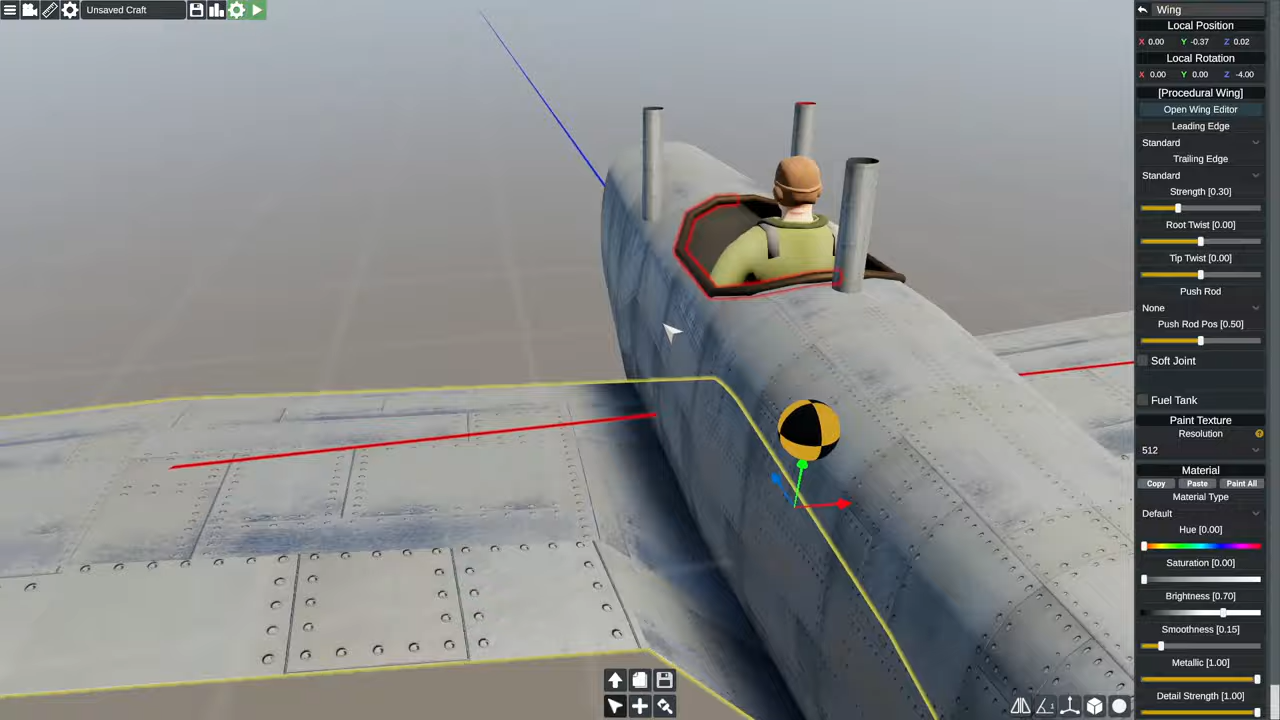 Unsaved Craft
Wing
Local Position
X 0.00 Y -0.37 Z 0.02
Local Rotation
X 0.00 Y 0.00 Z -4.00
[Procedural Wing]
Open Wing Editor
Leading Edge
Standard
Trailing Edge
Standard
Strength [0.30]
Root Twist [0.00]
Tip Twist [0.00]
Push Rod
None
Push Rod Pos [0.50]
Soft Joint
Fuel Tank
Paint Texture
Resolution
512
Material
Copy Paste Paint All
Material Type
Default
Hue [0.00]
Saturation [0.00]
Brightness [0.70]
Smoothness [0.15]
Metallic [1.00]
Detail Strength [1.00]